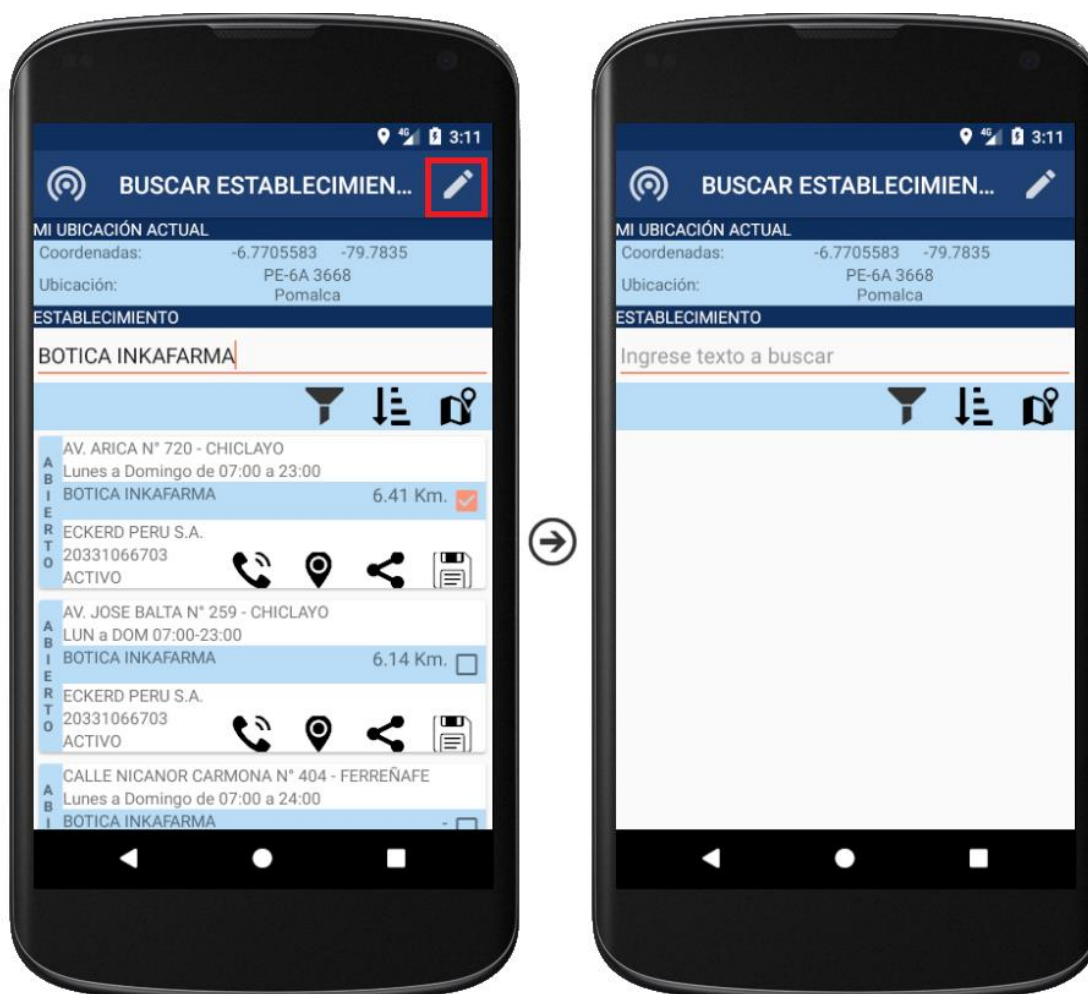 4G 3:11
BUSCAR ESTABLECIMIEN...
MI UBICACIÓN ACTUAL
Coordenadas: -6.7705583 -79.7835
Ubicación: PE-6A 3668
Pomalca
ESTABLECIMIENTO
BOTICA INKAFARMA
ABIERTO
AV. ARICA N° 720 - CHICLAYO
Lunes a Domingo de 07:00 a 23:00
BOTICA INKAFARMA 6.41 Km.
ECKERD PERU S.A.
20331066703
ACTIVO
ABIERTO
AV. JOSE BALTA N° 259 - CHICLAYO
LUN a DOM 07:00-23:00
BOTICA INKAFARMA 6.14 Km.
ECKERD PERU S.A.
20331066703
ACTIVO
ABI
CALLE NICANOR CARMONA N° 404 - FERREÑAFE
Lunes a Domingo de 07:00 a 24:00
BOTICA INKAFARMA -
4G 3:11
BUSCAR ESTABLECIMIEN...
MI UBICACIÓN ACTUAL
Coordenadas: -6.7705583 -79.7835
Ubicación: PE-6A 3668
Pomalca
ESTABLECIMIENTO
Ingrese texto a buscar